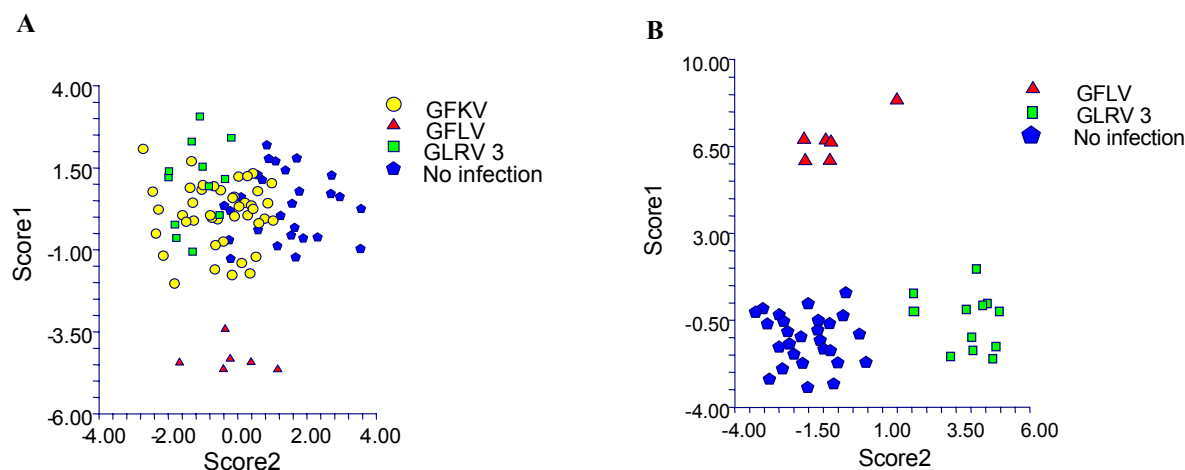 A
4.00
1.50
-1.00
-3.50
-6.00
Score1
-4.00
-2.00
0.00
2.00
4.00
Score2
GFKV
GFLV
GLRV 3
No infection
B
10.00
6.50
3.00
-0.50
-4.00
Score1
-4.00
-1.50
1.00
3.50
6.00
Score2
GFLV
GLRV 3
No infection